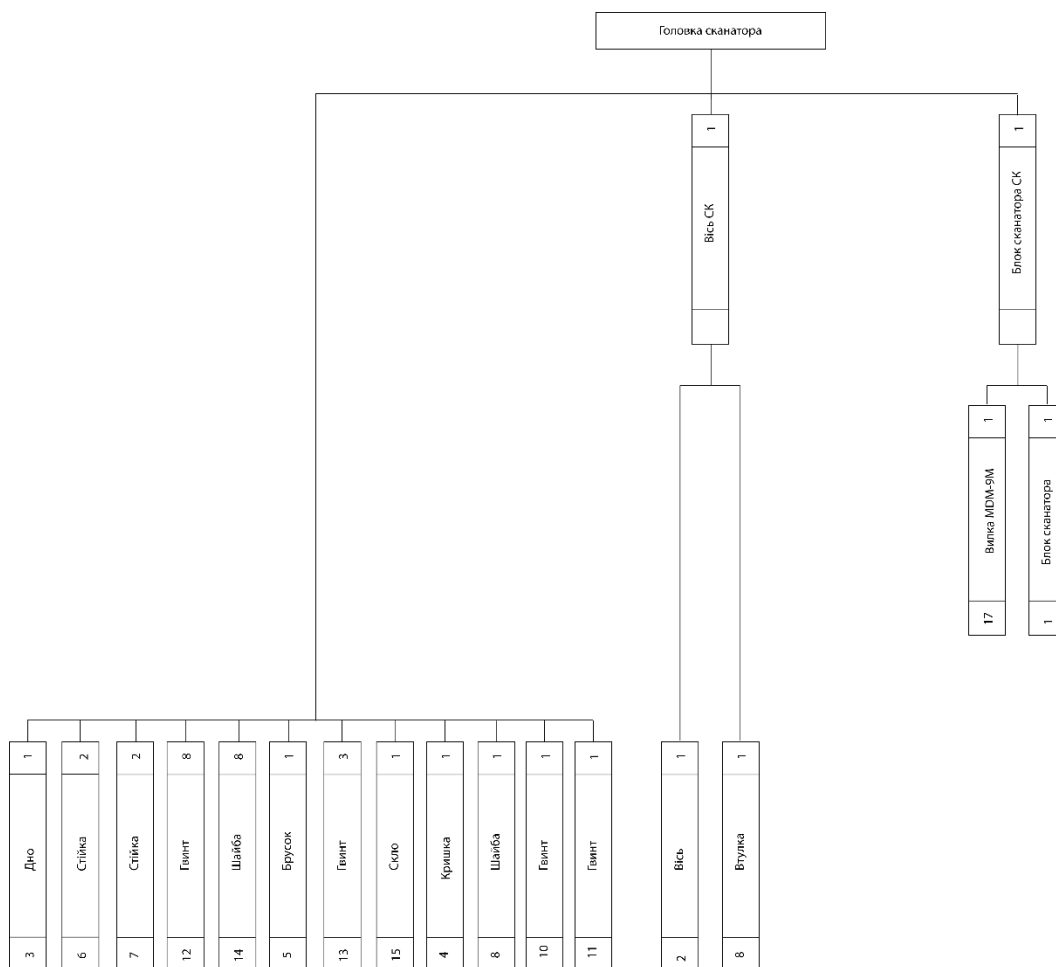 Головка сканатора
1
Вісь СК
1
Блок сканатора СК
1
Вилка MDM-9M
17
1
Блок сканатора
1
1
Дно
3
2
Стійка
6
2
Стійка
7
8
Гвинт
12
8
Шайба
14
1
Брусок
5
3
Гвинт
13
1
Скло
15
1
Кришка
4
1
Шайба
8
1
Гвинт
10
1
Гвинт
11
1
Вісь
2
1
Втулка
8